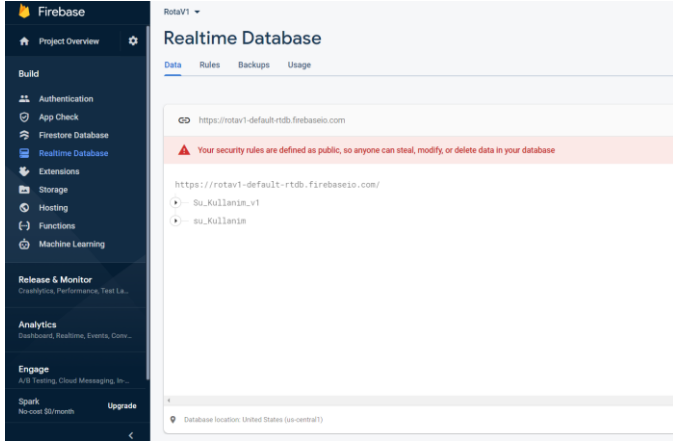 Firebase
Project Overview
Build
Authentication
App Check
Firestore Database
Realtime Database
Extensions
Storage
Hosting
Functions
Machine Learning
Release & Monitor
Crashlytics, Performance, Test La...
Analytics
Dashboard, Realtime, Events, Conv...
Engage
A/B Testing, Cloud Messaging, In-...
Spark
No-cost $0/month
Upgrade
RotaV1
Realtime Database
Data Rules Backups Usage
https://rotav1-default-rtdb.firebaseio.com
Your security rules are defined as public, so anyone can steal, modify, or delete data in your database
https://rotav1-default-rtdb.firebaseio.com/
Su_Kullanim_v1
su_Kullanim
Database location: United States (us-central1)